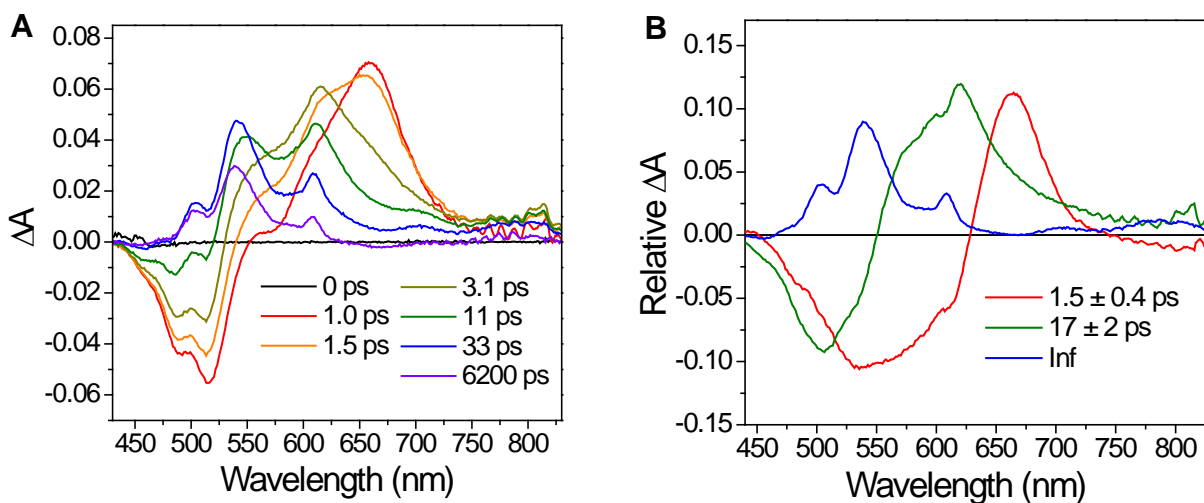 A
0.08
0.06
0.04
0.02
0.00
-0.02
-0.04
-0.06
ΔA
0 ps
1.0 ps
1.5 ps
3.1 ps
11 ps
33 ps
6200 ps
450 500 550 600 650 700 750 800
Wavelength (nm)
B
0.15
0.10
0.05
0.00
-0.05
-0.10
-0.15
Relative ΔA
1.5 ± 0.4 ps
17 ± 2 ps
Inf
450 500 550 600 650 700 750 800
Wavelength (nm)